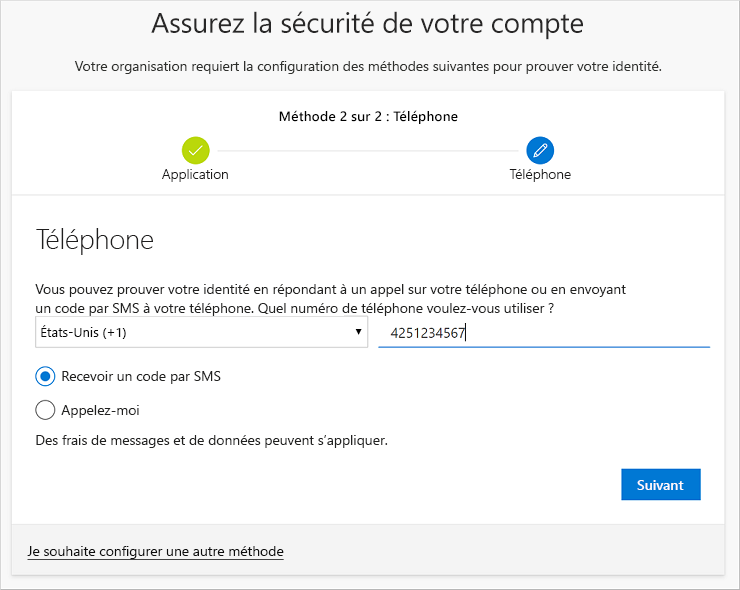 Assurez la sécurité de votre compte
Votre organisation requiert la configuration des méthodes suivantes pour prouver votre identité.
Méthode 2 sur 2 : Téléphone
Application
Téléphone
Téléphone
Vous pouvez prouver votre identité en répondant à un appel sur votre téléphone ou en envoyant
un code par SMS à votre téléphone. Quel numéro de téléphone voulez-vous utiliser ?
États-Unis (+1)
4251234567
Recevoir un code par SMS
Appelez-moi
Des frais de messages et de données peuvent s’appliquer.
Suivant
Je souhaite configurer une autre méthode